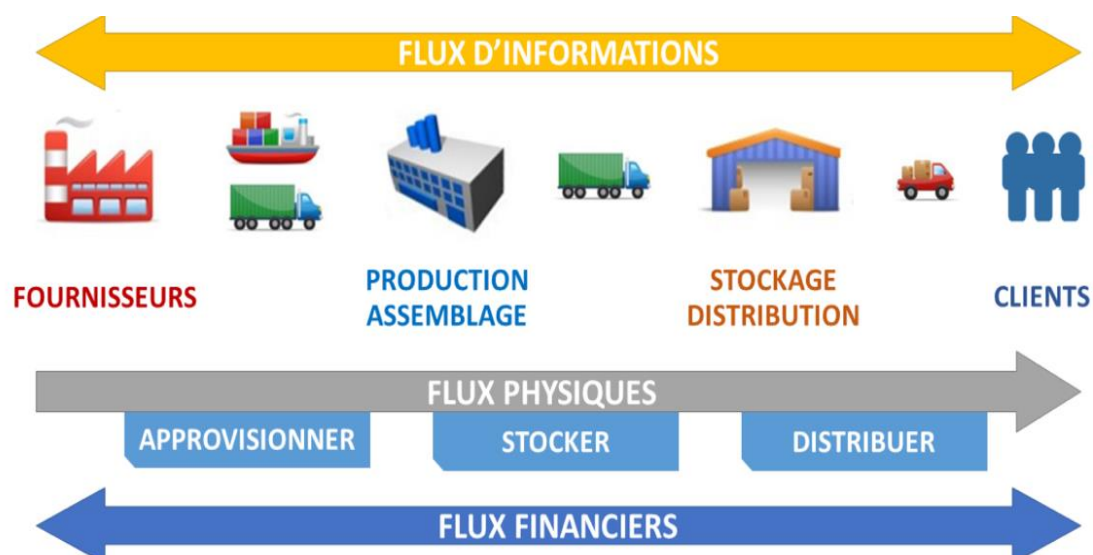 FLUX D’INFORMATIONS
FOURNISSEURS
PRODUCTION
ASSEMBLAGE
STOCKAGE
DISTRIBUTION
CLIENTS
FLUX PHYSIQUES
APPROVISIONNER
STOCKER
DISTRIBUER
FLUX FINANCIERS